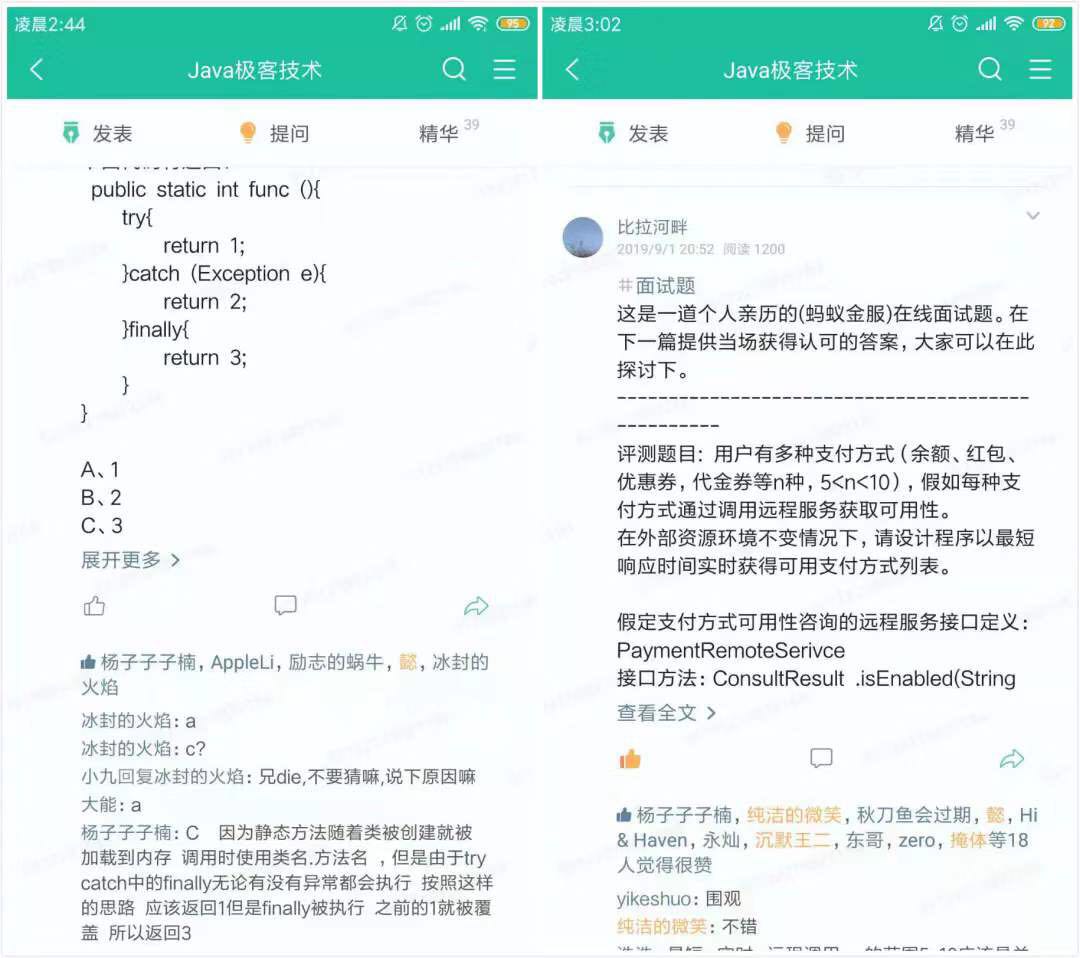 凌晨2:44
95
Java极客技术
发表
提问
精华 39
public static int func (){
try{
return 1;
}catch (Exception e){
return 2;
}finally{
return 3;
}
}
A、1
B、2
C、3
展开更多 >
杨子子子楠, AppleLi, 励志的蜗牛, 懿, 冰封的
火焰
冰封的火焰: a
冰封的火焰: c?
小九回复冰封的火焰: 兄die,不要猜嘛,说下原因嘛
大能: a
杨子子子楠: C 因为静态方法随着类被创建就被
加载到内存 调用时使用类名.方法名 , 但是由于try
catch中的finally无论有没有异常都会执行 按照这样
的思路 应该返回1但是finally被执行 之前的1就被覆
盖 所以返回3
凌晨3:02
92
Java极客技术
发表
提问
精华 39
比拉河畔
2019/9/1 20:52 阅读 1200
#面试题
这是一道个人亲历的(蚂蚁金服)在线面试题。在
下一篇提供当场获得认可的答案, 大家可以在此
探讨下。
---------------------------------------
----------
评测题目: 用户有多种支付方式（余额、红包、
优惠券, 代金券等n种, 5<n<10）, 假如每种支
付方式通过调用远程服务获取可用性。
在外部资源环境不变情况下, 请设计程序以最短
响应时间实时获得可用支付方式列表。
假定支付方式可用性咨询的远程服务接口定义:
PaymentRemoteSerivce
接口方法: ConsultResult .isEnabled(String
查看全文 >
杨子子子楠, 纯洁的微笑, 秋刀鱼会过期, 懿, Hi
& Haven, 永灿, 沉默王二, 东哥, zero, 掩体等18
人觉得很赞
yikeshuo: 围观
纯洁的微笑: 不错